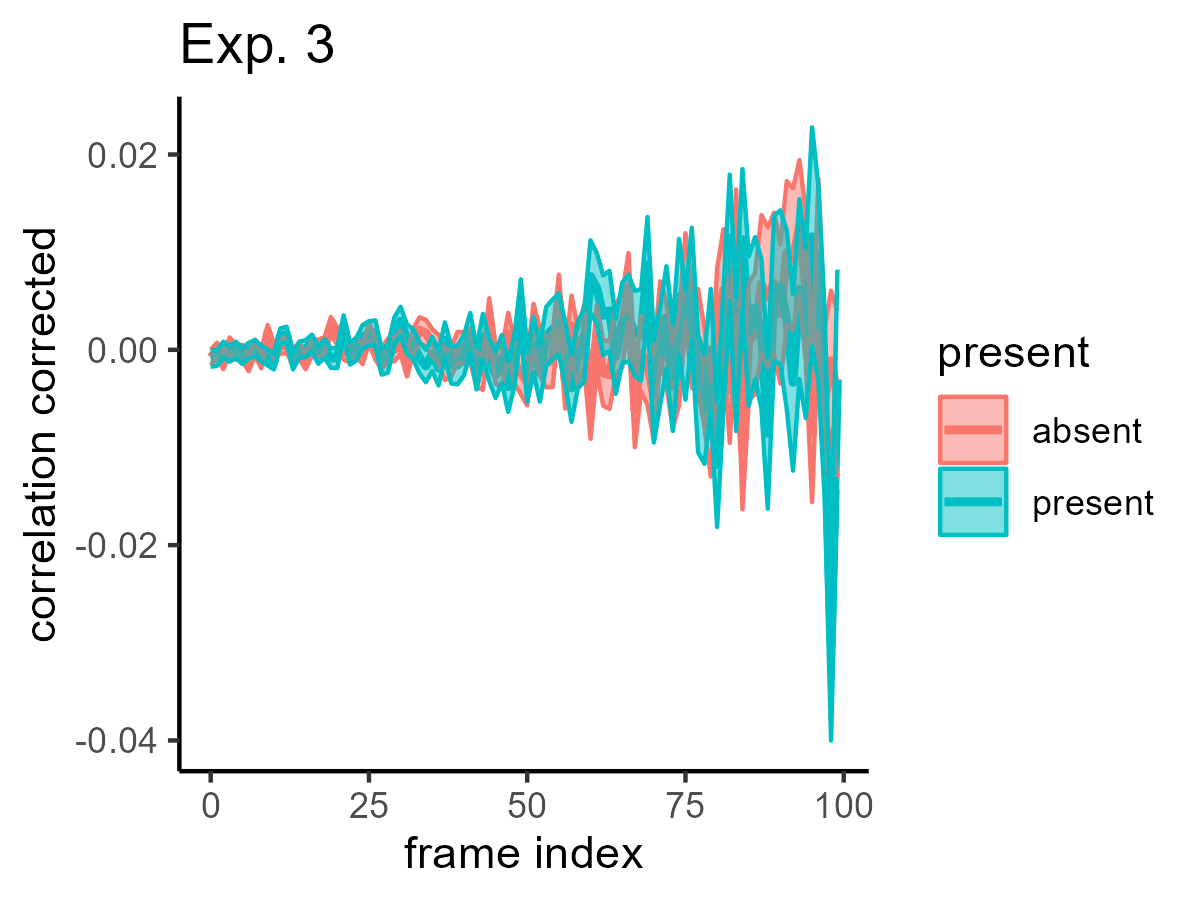 Exp. 3
0.02
0.00
-0.02
-0.04
correlation corrected
0
25
50
75
100
frame index
present
absent
present